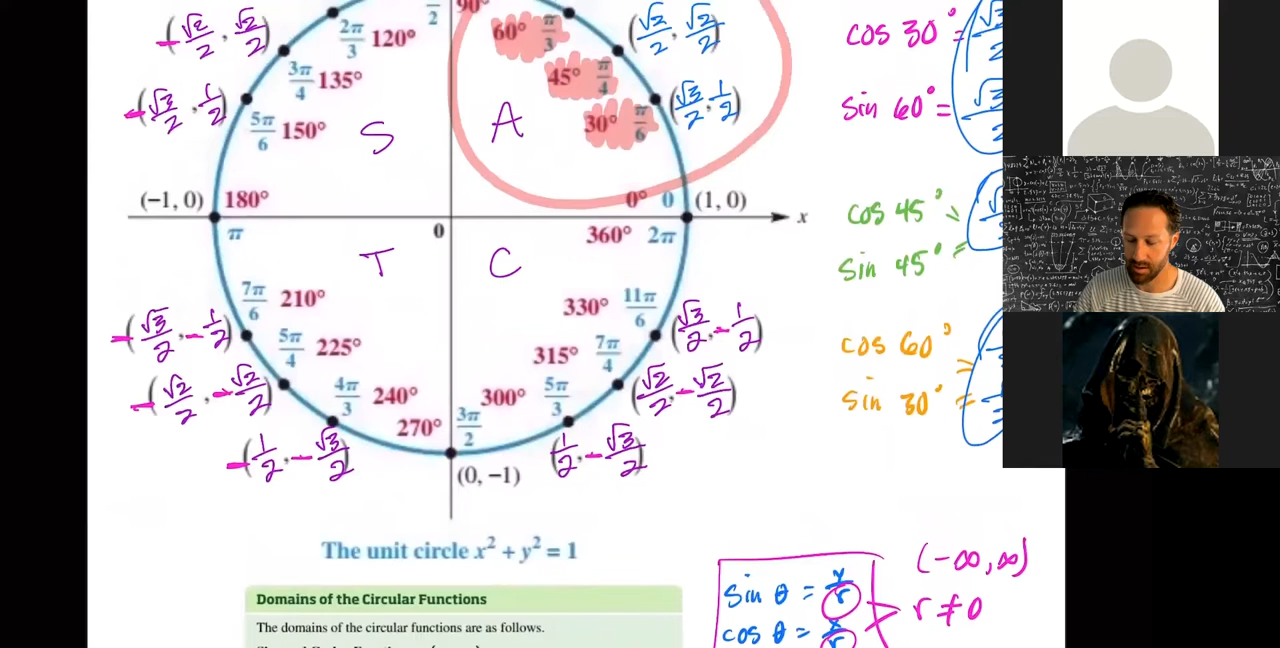 π/2 90°
(-√2/2, √2/2) 2π/3 120° 60° π/3 (√2/2, √2/2)
3π/4 135° 45° π/4
(-√3/2, 1/2) 5π/6 150° S A 30° π/6 (√3/2, 1/2)
(−1, 0) 180° 0° 0 (1, 0)
π 0 360° 2π x
T C
7π/6 210° 330° 11π/6
(-√3/2, -1/2) 5π/4 225° 315° 7π/4 (√3/2, -1/2)
(-√2/2, -√2/2) 4π/3 240° 300° 5π/3 (√2/2, -√2/2)
270° 3π/2
(-1/2, -√3/2) (0, −1) (1/2, -√3/2)
The unit circle x² + y² = 1
Domains of the Circular Functions
The domains of the circular functions are as follows.
cos 30° = √3/2
sin 60° = √3/2
cos 45°
sin 45° =
cos 60°
sin 30° =
(-∞, ∞)
sin θ = y/r
r ≠ 0
cos θ = x/r